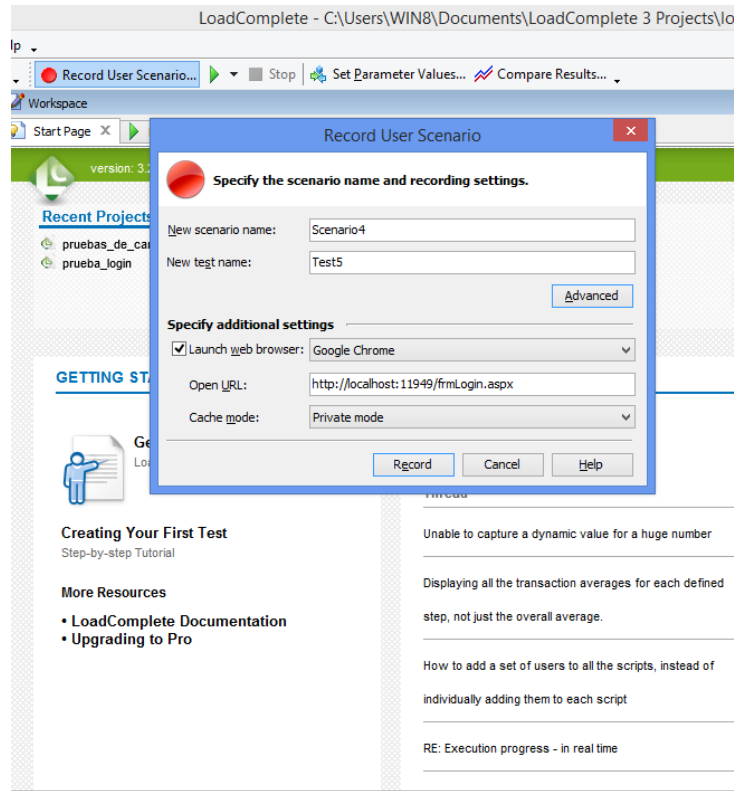 LoadComplete - C:\Users\WIN8\Documents\LoadComplete 3 Projects\lo
lp
Record User Scenario... Stop Set Parameter Values... Compare Results...
Workspace
Start Page X
version: 3.
Record User Scenario
Specify the scenario name and recording settings.
Recent Projects
pruebas_de_car
prueba_login
New scenario name: Scenario4
New test name: Test5
Advanced
Specify additional settings
Launch web browser: Google Chrome
Open URL: http://localhost:11949/frmLogin.aspx
Cache mode: Private mode
Record Cancel Help
GETTING STA
Ge
Loa
Thread
Creating Your First Test
Step-by-step Tutorial
More Resources
• LoadComplete Documentation
• Upgrading to Pro
Unable to capture a dynamic value for a huge number
Displaying all the transaction averages for each defined
step, not just the overall average.
How to add a set of users to all the scripts, instead of
individually adding them to each script
RE: Execution progress - in real time